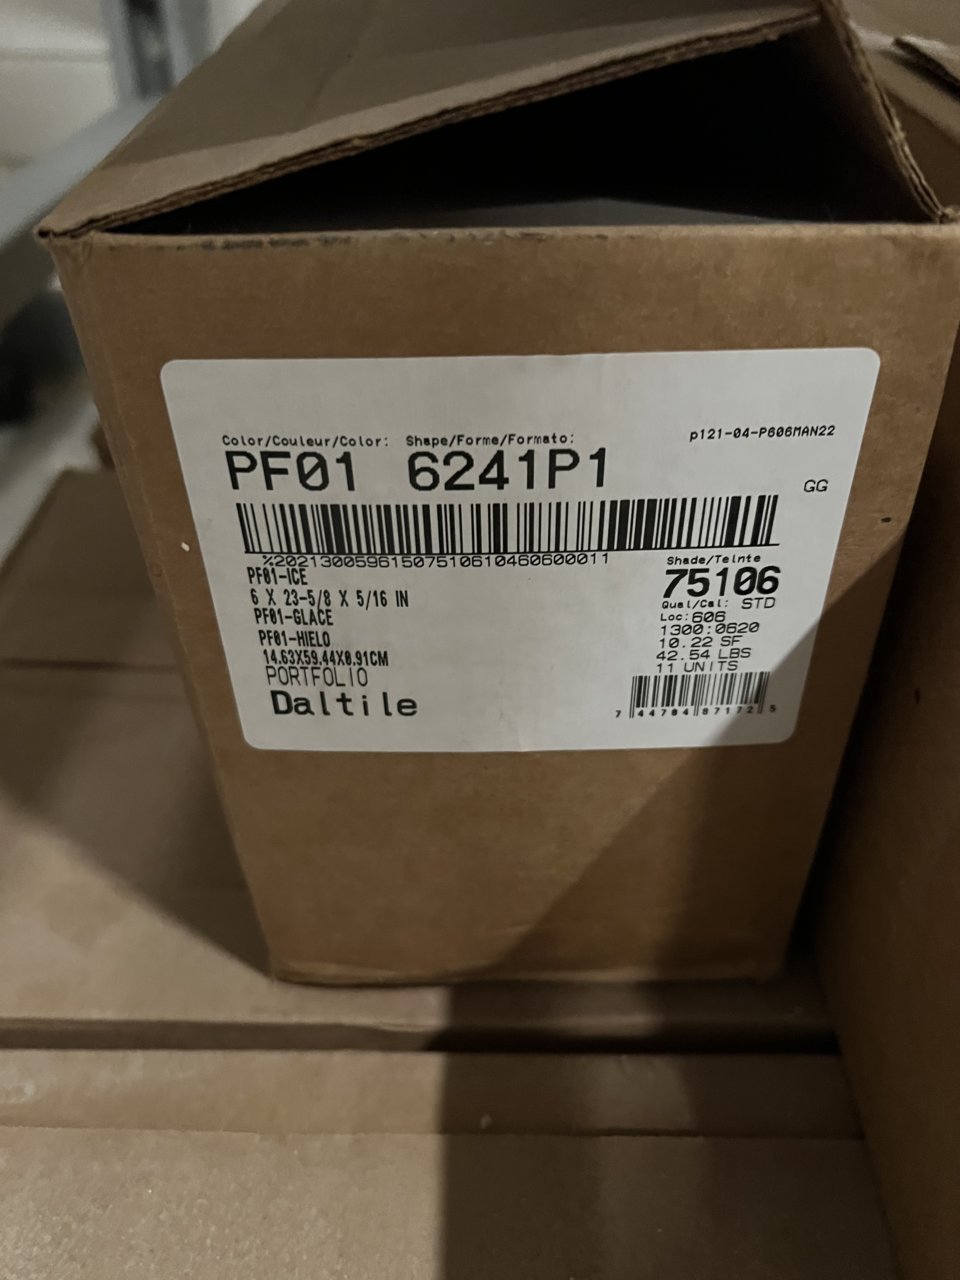 Color/Couleur/Color: Shape/Forme/Formato:
p121-04-P606MAN22
PF01 6241P1
GG
%20213005961507510610460600011
PF01-ICE
6 X 23-5/8 X 5/16 IN
PF01-GLACE
PF01-HIELO
14.63X59.44X0.91CM
PORTFOLIO
Daltile
Shade/Teinte
75106
Qual/Cal: STD
Loc:606
1300:0620
10.22 SF
42.54 LBS
11 UNITS
7 44784 87172 5